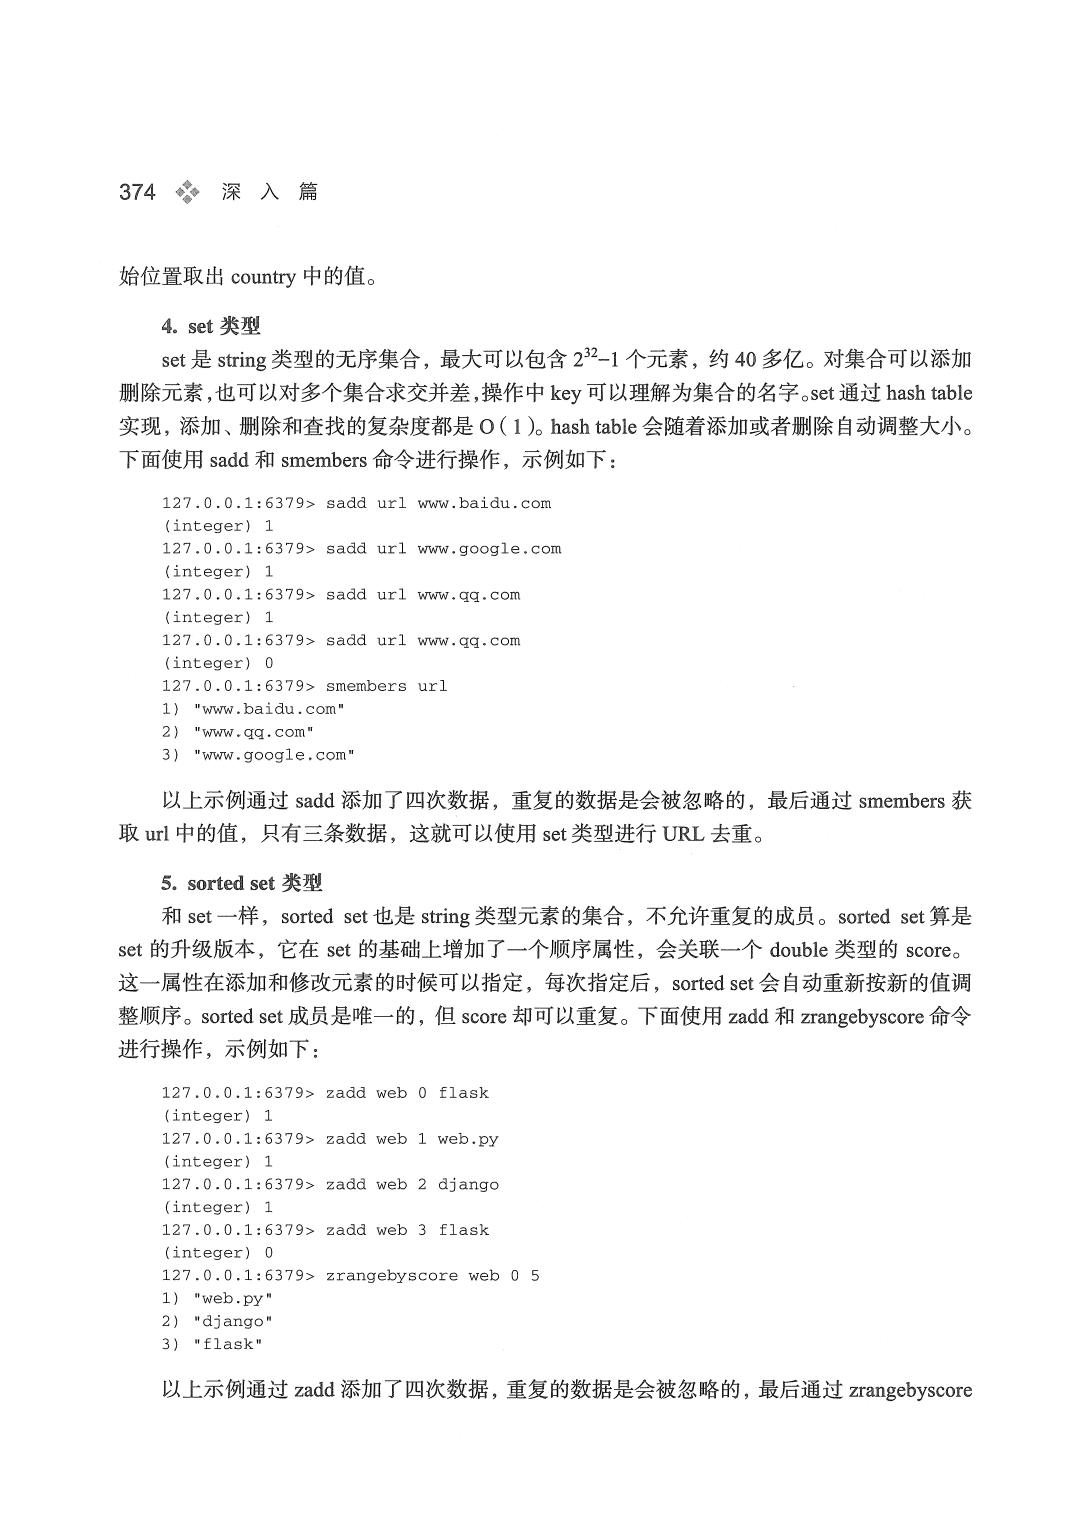 374 深 入 篇
始位置取出 country 中的值。
4. set 类型
set 是 string 类型的无序集合，最大可以包含 2³²–1 个元素，约 40 多亿。对集合可以添加
删除元素,也可以对多个集合求交并差,操作中 key 可以理解为集合的名字。set 通过 hash table
实现，添加、删除和查找的复杂度都是 O（1）。hash table 会随着添加或者删除自动调整大小。
下面使用 sadd 和 smembers 命令进行操作，示例如下：
127.0.0.1:6379> sadd url www.baidu.com
(integer) 1
127.0.0.1:6379> sadd url www.google.com
(integer) 1
127.0.0.1:6379> sadd url www.qq.com
(integer) 1
127.0.0.1:6379> sadd url www.qq.com
(integer) 0
127.0.0.1:6379> smembers url
1) "www.baidu.com"
2) "www.qq.com"
3) "www.google.com"
以上示例通过 sadd 添加了四次数据，重复的数据是会被忽略的，最后通过 smembers 获
取 url 中的值，只有三条数据，这就可以使用 set 类型进行 URL 去重。
5. sorted set 类型
和 set 一样，sorted set 也是 string 类型元素的集合，不允许重复的成员。sorted set 算是
set 的升级版本，它在 set 的基础上增加了一个顺序属性，会关联一个 double 类型的 score。
这一属性在添加和修改元素的时候可以指定，每次指定后，sorted set 会自动重新按新的值调
整顺序。sorted set 成员是唯一的，但 score 却可以重复。下面使用 zadd 和 zrangebyscore 命令
进行操作，示例如下：
127.0.0.1:6379> zadd web 0 flask
(integer) 1
127.0.0.1:6379> zadd web 1 web.py
(integer) 1
127.0.0.1:6379> zadd web 2 django
(integer) 1
127.0.0.1:6379> zadd web 3 flask
(integer) 0
127.0.0.1:6379> zrangebyscore web 0 5
1) "web.py"
2) "django"
3) "flask"
以上示例通过 zadd 添加了四次数据，重复的数据是会被忽略的，最后通过 zrangebyscore